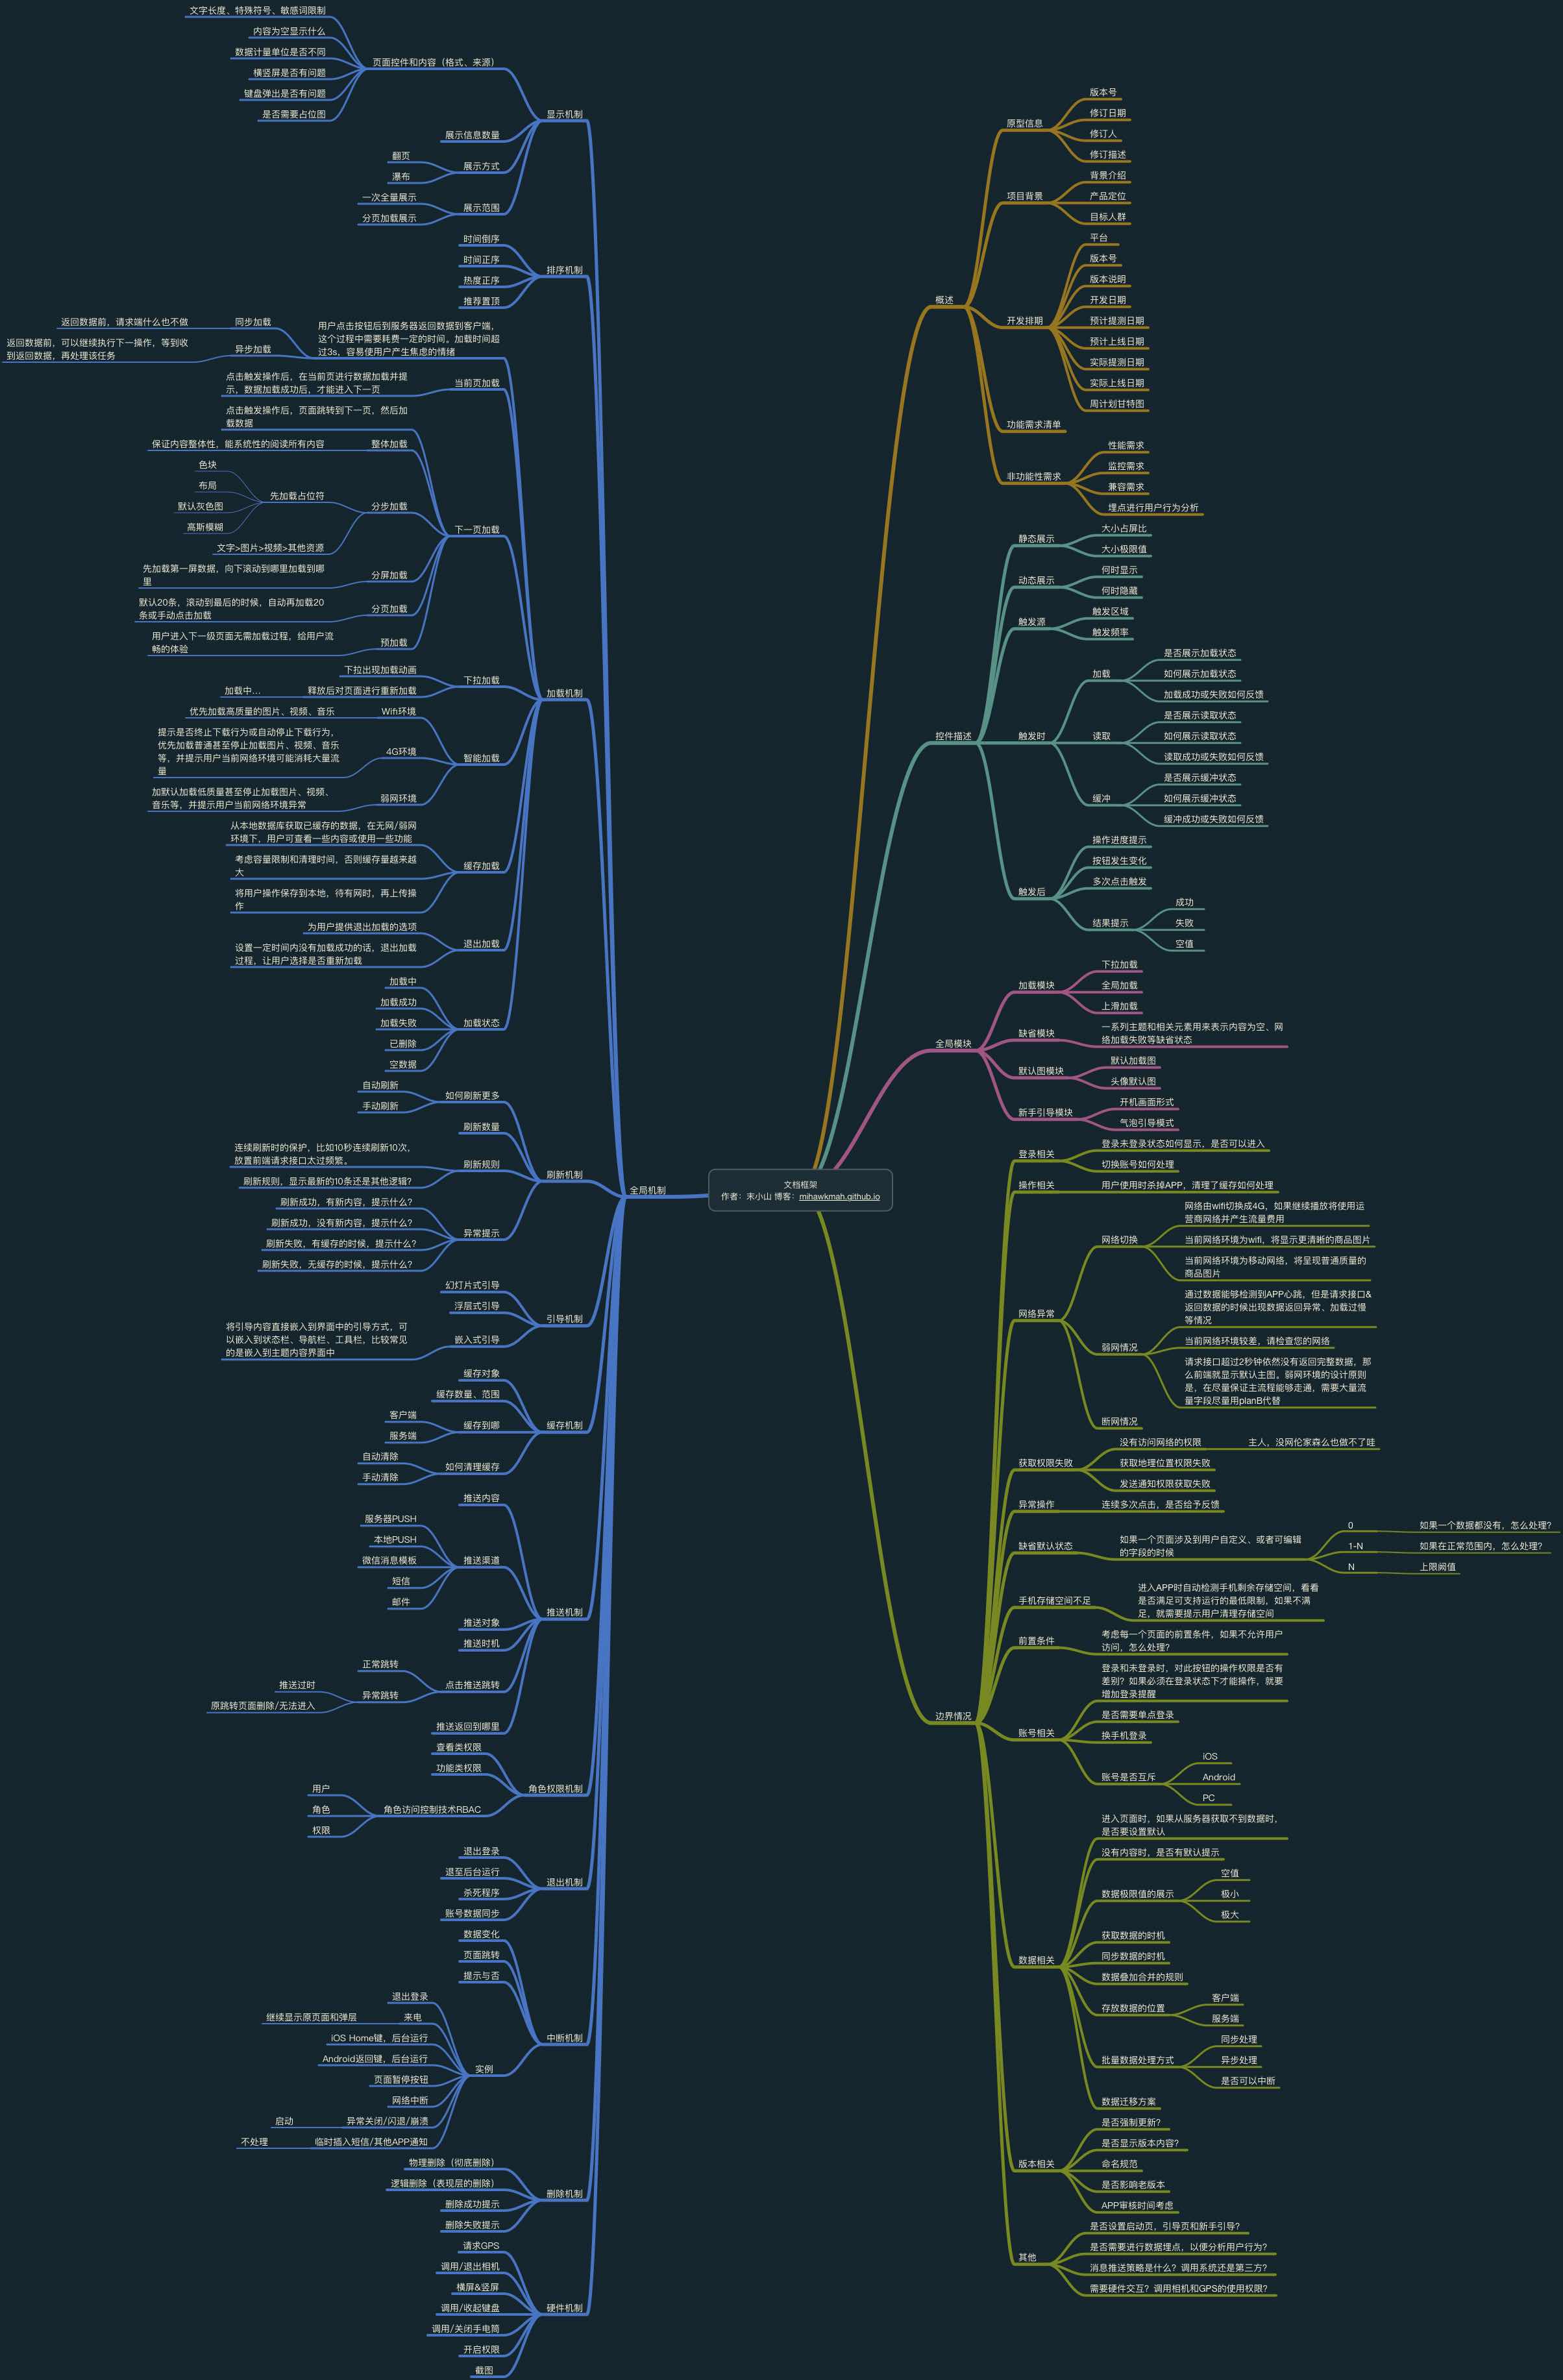 文档框架
作者：末小山 博客：mihawkmah.github.io
概述
原型信息
版本号
修订日期
修订人
修订描述
项目背景
背景介绍
产品定位
目标人群
开发排期
平台
版本号
版本说明
开发日期
预计提测日期
预计上线日期
实际提测日期
实际上线日期
周计划甘特图
功能需求清单
非功能性需求
性能需求
监控需求
兼容需求
埋点进行用户行为分析
控件描述
静态展示
大小占屏比
大小极限值
动态展示
何时显示
何时隐藏
触发源
触发区域
触发频率
触发时
加载
是否展示加载状态
如何展示加载状态
加载成功或失败如何反馈
读取
是否展示读取状态
如何展示读取状态
读取成功或失败如何反馈
缓冲
是否展示缓冲状态
如何展示缓冲状态
缓冲成功或失败如何反馈
触发后
操作进度提示
按钮发生变化
多次点击触发
结果提示
成功
失败
空值
全局模块
加载模块
下拉加载
全局加载
上滑加载
缺省模块
一系列主题和相关元素用来表示内容为空、网
络加载失败等缺省状态
默认图模块
默认加载图
头像默认图
新手引导模块
开机画面形式
气泡引导模式
边界情况
登录相关
登录未登录状态如何显示，是否可以进入
切换账号如何处理
操作相关
用户使用时杀掉APP，清理了缓存如何处理
网络异常
网络切换
网络由wifi切换成4G，如果继续播放将使用运
营商网络并产生流量费用
当前网络环境为wifi，将显示更清晰的商品图片
当前网络环境为移动网络，将呈现普通质量的
商品图片
弱网情况
通过数据能够检测到APP心跳，但是请求接口&
返回数据的时候出现数据返回异常、加载过慢
等情况
当前网络环境较差，请检查您的网络
请求接口超过2秒钟依然没有返回完整数据，那
么前端就显示默认主图。弱网环境的设计原则
是，在尽量保证主流程能够走通，需要大量流
量字段尽量用planB代替
断网情况
获取权限失败
没有访问网络的权限
主人，没网伦家森么也做不了哇
获取地理位置权限失败
发送通知权限获取失败
异常操作
连续多次点击，是否给予反馈
缺省默认状态
如果一个页面涉及到用户自定义、或者可编辑
的字段的时候
0
如果一个数据都没有，怎么处理？
1-N
如果在正常范围内，怎么处理？
N
上限阙值
手机存储空间不足
进入APP时自动检测手机剩余存储空间，看看
是否满足可支持运行的最低限制，如果不满
足，就需要提示用户清理存储空间
前置条件
考虑每一个页面的前置条件，如果不允许用户
访问，怎么处理？
账号相关
登录和未登录时，对此按钮的操作权限是否有
差别？如果必须在登录状态下才能操作，就要
增加登录提醒
是否需要单点登录
换手机登录
账号是否互斥
iOS
Android
PC
数据相关
进入页面时，如果从服务器获取不到数据时，
是否要设置默认
没有内容时，是否有默认提示
数据极限值的展示
空值
极小
极大
获取数据的时机
同步数据的时机
数据叠加合并的规则
存放数据的位置
客户端
服务端
批量数据处理方式
同步处理
异步处理
是否可以中断
数据迁移方案
版本相关
是否强制更新？
是否显示版本内容？
命名规范
是否影响老版本
APP审核时间考虑
其他
是否设置启动页，引导页和新手引导？
是否需要进行数据埋点，以便分析用户行为？
消息推送策略是什么？调用系统还是第三方？
需要硬件交互？调用相机和GPS的使用权限？
全局机制
显示机制
页面控件和内容（格式、来源）
文字长度、特殊符号、敏感词限制
内容为空显示什么
数据计量单位是否不同
横竖屏是否有问题
键盘弹出是否有问题
是否需要占位图
展示信息数量
展示方式
翻页
瀑布
展示范围
一次全量展示
分页加载展示
排序机制
时间倒序
时间正序
热度正序
推荐置顶
加载机制
用户点击按钮后到服务器返回数据到客户端，
这个过程中需要耗费一定的时间。加载时间超
过3s，容易使用户产生焦虑的情绪
同步加载
返回数据前，请求端什么也不做
异步加载
返回数据前，可以继续执行下一操作，等到收
到返回数据，再处理该任务
当前页加载
点击触发操作后，在当前页进行数据加载并提
示，数据加载成功后，才能进入下一页
下一页加载
点击触发操作后，页面跳转到下一页，然后加
载数据
整体加载
保证内容整体性，能系统性的阅读所有内容
分步加载
先加载占位符
色块
布局
默认灰色图
高斯模糊
文字>图片>视频>其他资源
分屏加载
先加载第一屏数据，向下滚动到哪里加载到哪
里
分页加载
默认20条，滚动到最后的时候，自动再加载20
条或手动点击加载
预加载
用户进入下一级页面无需加载过程，给用户流
畅的体验
下拉加载
下拉出现加载动画
释放后对页面进行重新加载
加载中...
智能加载
Wifi环境
优先加载高质量的图片、视频、音乐
4G环境
提示是否终止下载行为或自动停止下载行为，
优先加载普通甚至停止加载图片、视频、音乐
等，并提示用户当前网络环境可能消耗大量流
量
弱网环境
加默认加载低质量甚至停止加载图片、视频、
音乐等，并提示用户当前网络环境异常
缓存加载
从本地数据库获取已缓存的数据，在无网/弱网
环境下，用户可查看一些内容或使用一些功能
考虑容量限制和清理时间，否则缓存量越来越
大
将用户操作保存到本地，待有网时，再上传操
作
退出加载
为用户提供退出加载的选项
设置一定时间内没有加载成功的话，退出加载
过程，让用户选择是否重新加载
加载状态
加载中
加载成功
加载失败
已删除
空数据
刷新机制
如何刷新更多
自动刷新
手动刷新
刷新数量
刷新规则
连续刷新时的保护，比如10秒连续刷新10次，
放置前端请求接口太过频繁。
刷新规则，显示最新的10条还是其他逻辑？
异常提示
刷新成功，有新内容，提示什么？
刷新成功，没有新内容，提示什么？
刷新失败，有缓存的时候，提示什么？
刷新失败，无缓存的时候，提示什么？
引导机制
幻灯片式引导
浮层式引导
嵌入式引导
将引导内容直接嵌入到界面中的引导方式，可
以嵌入到状态栏、导航栏、工具栏，比较常见
的是嵌入到主题内容界面中
缓存机制
缓存对象
缓存数量、范围
缓存到哪
客户端
服务端
如何清理缓存
自动清除
手动清除
推送机制
推送内容
推送渠道
服务器PUSH
本地PUSH
微信消息模板
短信
邮件
推送对象
推送时机
点击推送跳转
正常跳转
异常跳转
推送过时
原跳转页面删除/无法进入
推送返回到哪里
角色权限机制
查看类权限
功能类权限
角色访问控制技术RBAC
用户
角色
权限
退出机制
退出登录
退至后台运行
杀死程序
账号数据同步
中断机制
数据变化
页面跳转
提示与否
实例
退出登录
来电
继续显示原页面和弹层
iOS Home键，后台运行
Android返回键，后台运行
页面暂停按钮
网络中断
异常关闭/闪退/崩溃
启动
临时插入短信/其他APP通知
不处理
删除机制
物理删除（彻底删除）
逻辑删除（表现层的删除）
删除成功提示
删除失败提示
硬件机制
请求GPS
调用/退出相机
横屏&竖屏
调用/收起键盘
调用/关闭手电筒
开启权限
截图